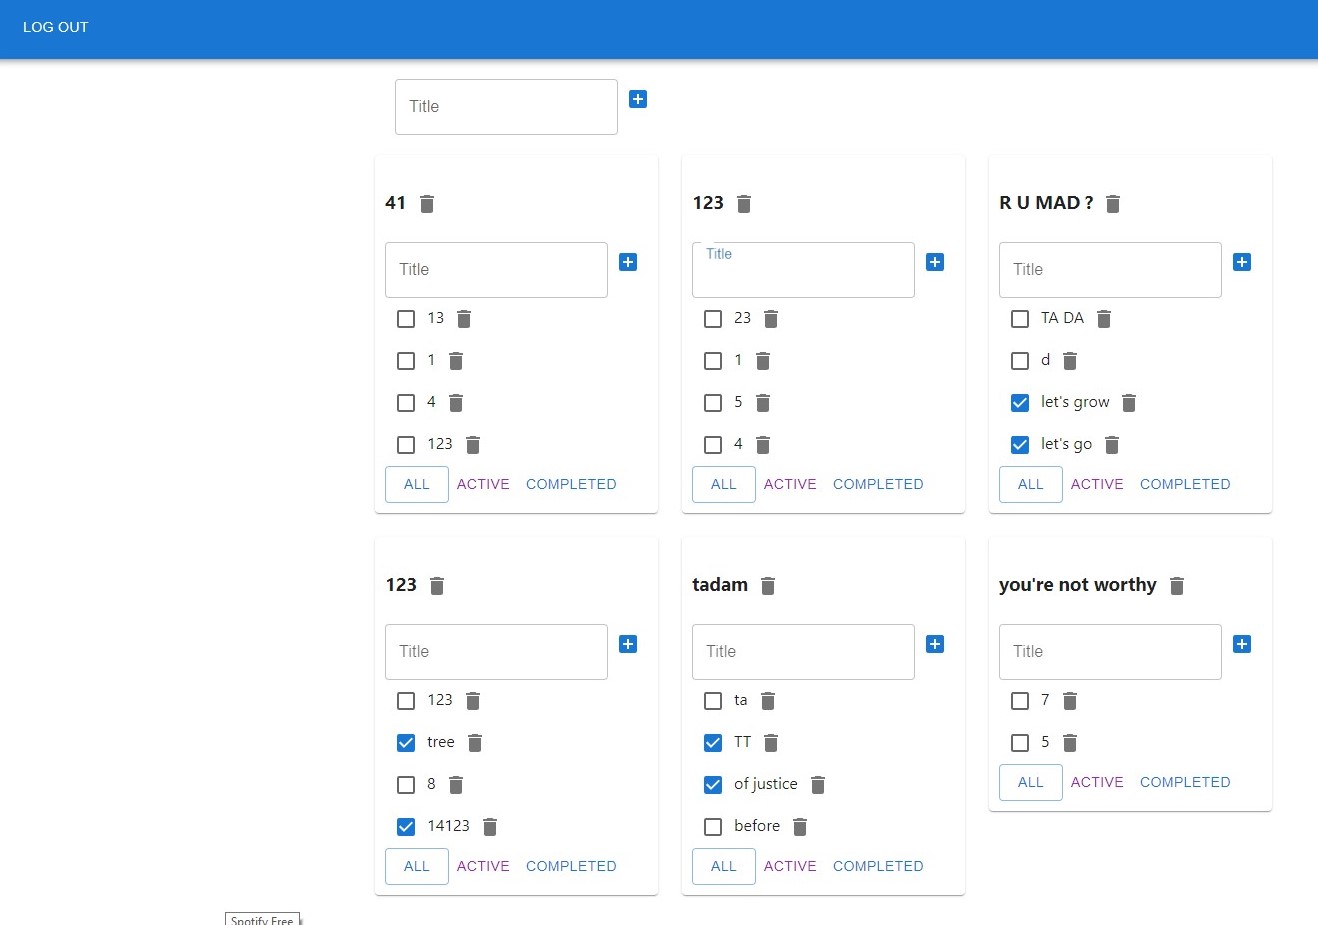 LOG OUT
Title
41
Title
13
1
4
123
ALL ACTIVE COMPLETED
123
Title
23
1
5
4
ALL ACTIVE COMPLETED
R U MAD ?
Title
TA DA
d
let's grow
let's go
ALL ACTIVE COMPLETED
123
Title
123
tree
8
14123
ALL ACTIVE COMPLETED
tadam
Title
ta
TT
of justice
before
ALL ACTIVE COMPLETED
you're not worthy
Title
7
5
ALL ACTIVE COMPLETED
Spotify Free